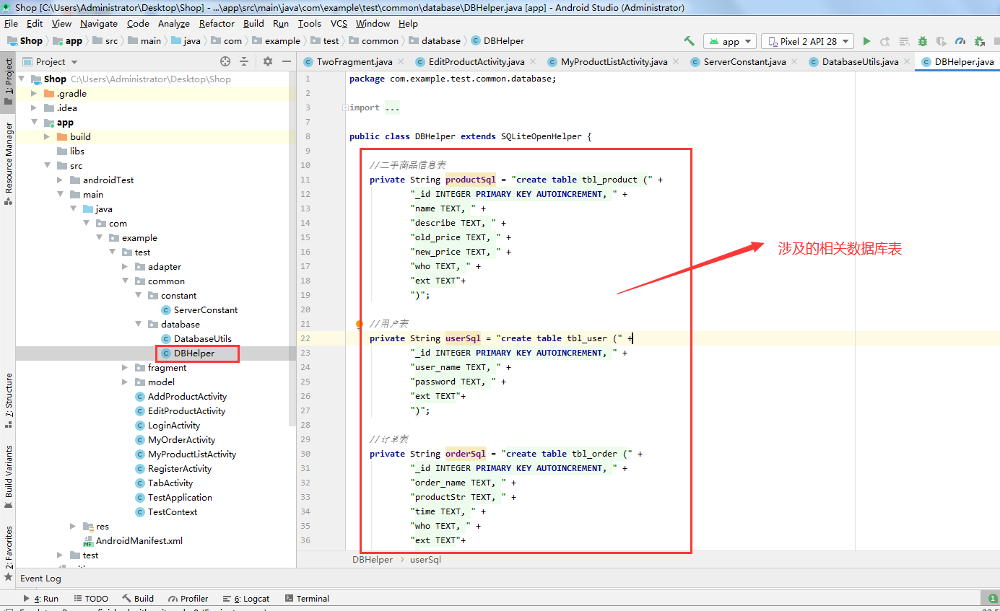 Shop [C:\Users\Administrator\Desktop\Shop] - ...\app\src\main\java\com\example\test\common\database\DBHelper.java [app] - Android Studio (Administrator)
File Edit View Navigate Code Analyze Refactor Build Run Tools VCS Window Help
Shop app src main java com example test common database DBHelper app Pixel 2 API 28
Project TwoFragment.java EditProductActivity.java MyProductListActivity.java ServerConstant.java DatabaseUtils.java DBHelper.java
1: Project
Resource Manager
7: Structure
Build Variants
2: Favorites
Shop C:\Users\Administrator\Desktop\Shop
.gradle
.idea
app
build
libs
src
androidTest
main
java
com
example
test
adapter
common
constant
ServerConstant
database
DatabaseUtils
DBHelper
fragment
model
AddProductActivity
EditProductActivity
LoginActivity
MyOrderActivity
MyProductListActivity
RegisterActivity
TabActivity
TestApplication
TestContext
res
AndroidManifest.xml
test
1 package com.example.test.common.database;
2
3 import ...
7
8 public class DBHelper extends SQLiteOpenHelper {
9
10 //二手商品信息表
11 private String productSql = "create table tbl_product (" +
12 "_id INTEGER PRIMARY KEY AUTOINCREMENT, " +
13 "name TEXT, " +
14 "describe TEXT, " +
15 "old_price TEXT, " +
16 "new_price TEXT, " +
17 "who TEXT, " +
18 "ext TEXT"+
19 ")";
20
21 //用户表
22 private String userSql = "create table tbl_user (" +
23 "_id INTEGER PRIMARY KEY AUTOINCREMENT, " +
24 "user_name TEXT, " +
25 "password TEXT, " +
26 "ext TEXT"+
27 ")";
28
29 //订单表
30 private String orderSql = "create table tbl_order (" +
31 "_id INTEGER PRIMARY KEY AUTOINCREMENT, " +
32 "order_name TEXT, " +
33 "productStr TEXT, " +
34 "time TEXT, " +
35 "who TEXT, " +
36 "ext TEXT"+
涉及的相关数据库表
DBHelper userSql
Event Log
4: Run TODO Build Profiler 6: Logcat Terminal 1